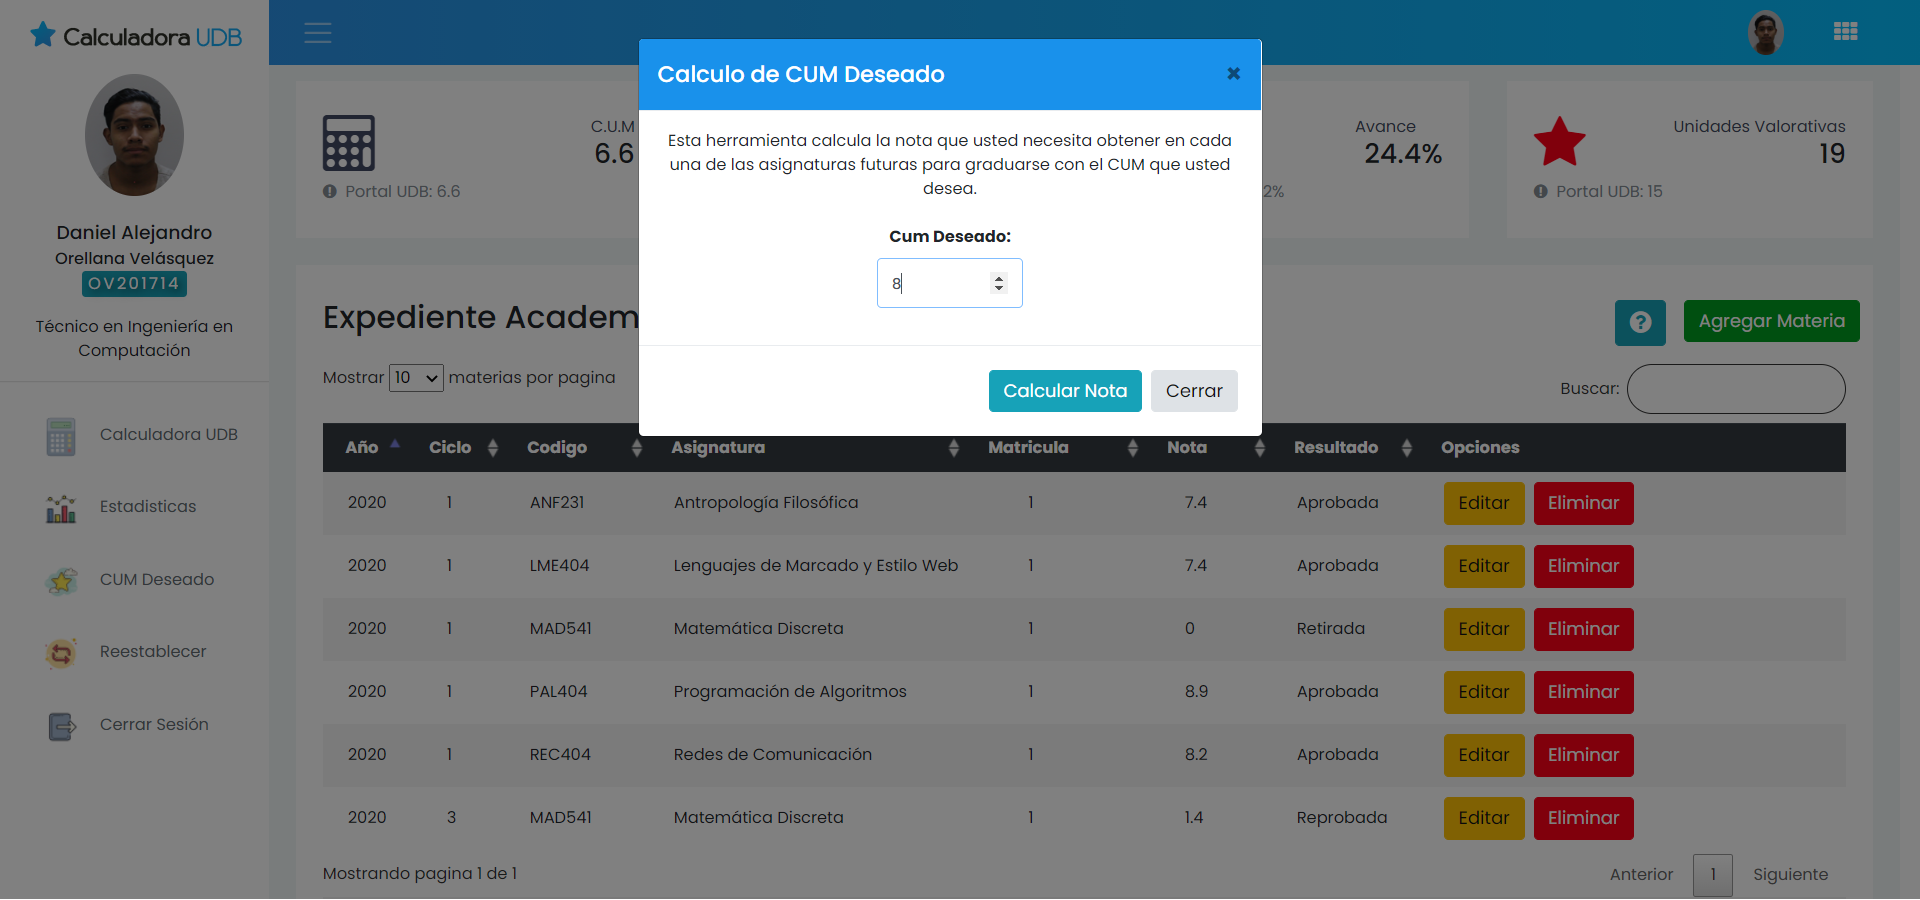 Calculadora UDB
Daniel Alejandro
Orellana Velásquez
OV201714
Técnico en Ingeniería en
Computación
Calculadora UDB
Estadisticas
CUM Deseado
Reestablecer
Cerrar Sesión
C.U.M
6.6
Portal UDB: 6.6
Avance
24.4%
2%
Unidades Valorativas
19
Portal UDB: 15
Calculo de CUM Deseado
×
Esta herramienta calcula la nota que usted necesita obtener en cada
una de las asignaturas futuras para graduarse con el CUM que usted
desea.
Cum Deseado:
8
Calcular Nota Cerrar
Expediente Academ
? Agregar Materia
Mostrar 10 materias por pagina
Buscar:
Año Ciclo Codigo Asignatura Matricula Nota Resultado Opciones
2020 1 ANF231 Antropología Filosófica 1 7.4 Aprobada Editar Eliminar
2020 1 LME404 Lenguajes de Marcado y Estilo Web 1 7.4 Aprobada Editar Eliminar
2020 1 MAD541 Matemática Discreta 1 0 Retirada Editar Eliminar
2020 1 PAL404 Programación de Algoritmos 1 8.9 Aprobada Editar Eliminar
2020 1 REC404 Redes de Comunicación 1 8.2 Aprobada Editar Eliminar
2020 3 MAD541 Matemática Discreta 1 1.4 Reprobada Editar Eliminar
Mostrando pagina 1 de 1
Anterior 1 Siguiente